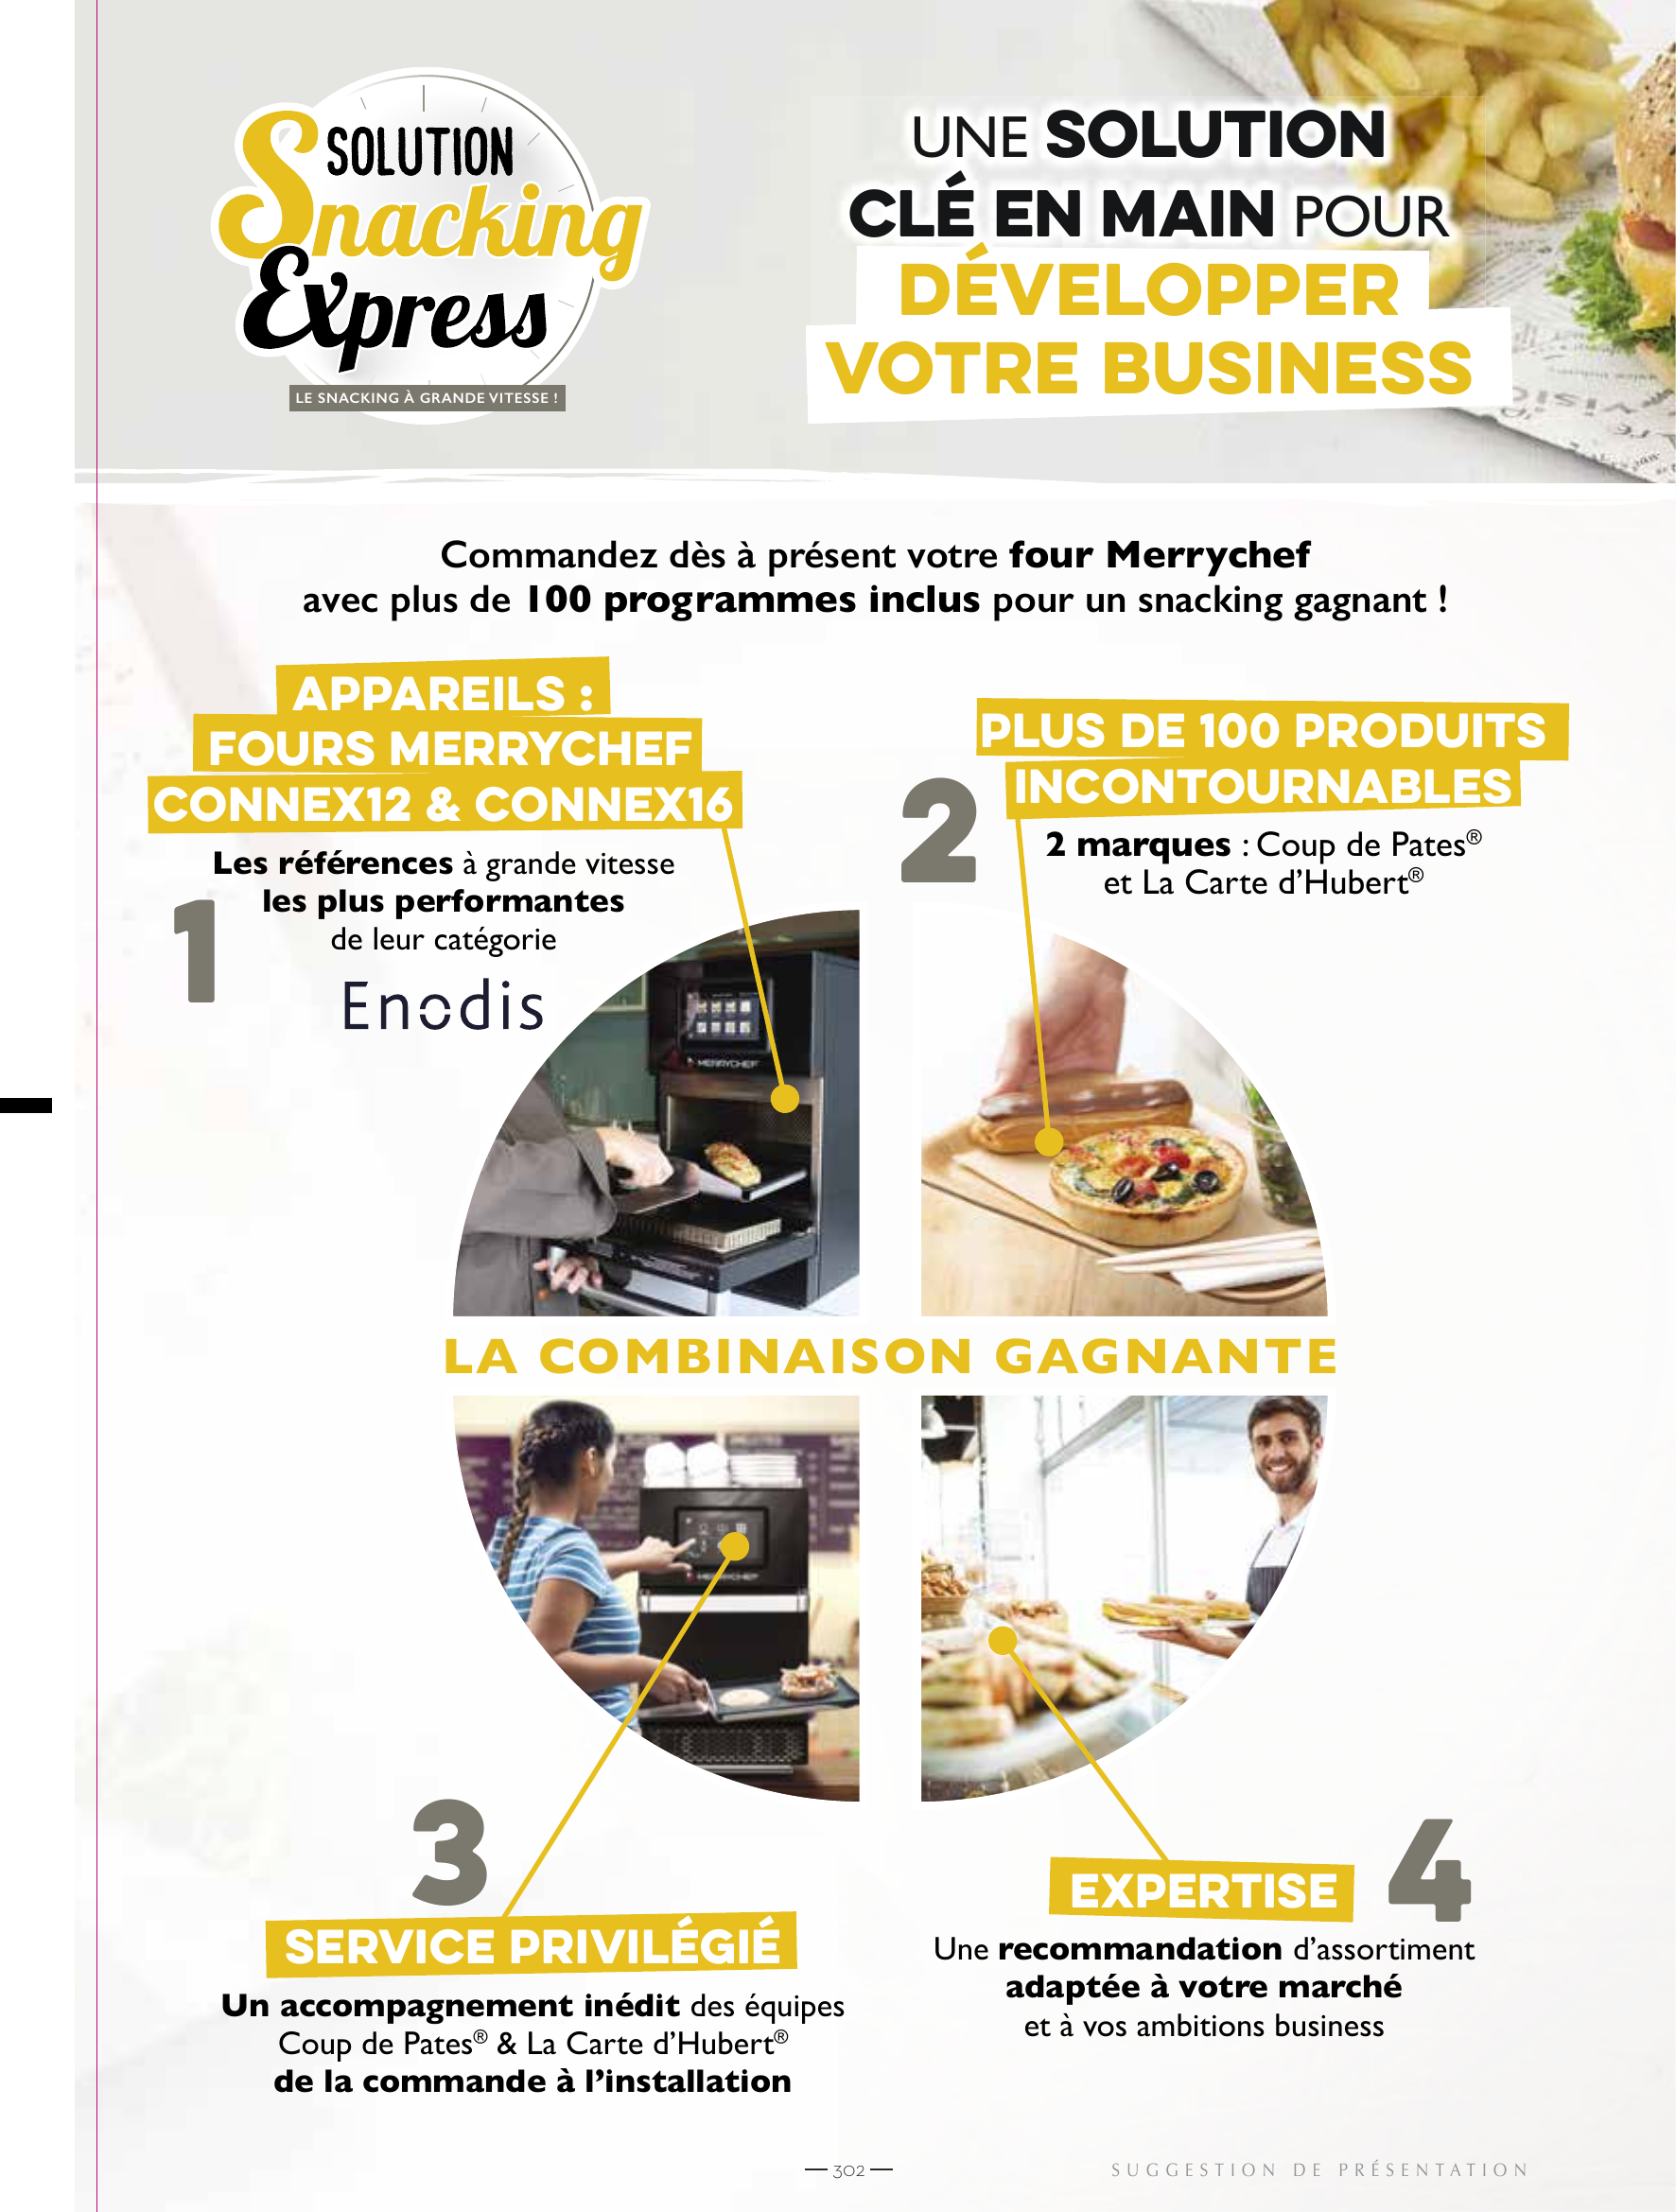 SOLUTION
Snacking
Express
LE SNACKING À GRANDE VITESSE !
UNE SOLUTION
CLÉ EN MAIN POUR
DÉVELOPPER
VOTRE BUSINESS
Commandez dès à présent votre four Merrychef
avec plus de 100 programmes inclus pour un snacking gagnant !
APPAREILS :
FOURS MERRYCHEF
CONNEX12 & CONNEX16
1
Les références à grande vitesse
les plus performantes
de leur catégorie
Enodis
MERRYCHEF
2
PLUS DE 100 PRODUITS
INCONTOURNABLES
2 marques : Coup de Pates®
et La Carte d’Hubert®
LA COMBINAISON GAGNANTE
MERRYCHEF
3
SERVICE PRIVILÉGIÉ
Un accompagnement inédit des équipes
Coup de Pates® & La Carte d’Hubert®
de la commande à l’installation
4
EXPERTISE
Une recommandation d’assortiment
adaptée à votre marché
et à vos ambitions business
302
SUGGESTION DE PRÉSENTATION